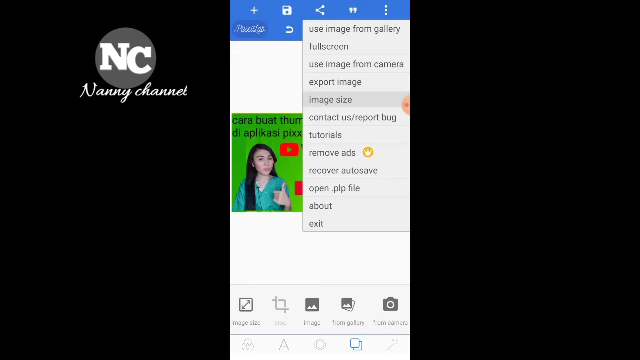 NC
Nanny channel
PixelLab
use image from gallery
fullscreen
use image from camera
export image
image size
contact us/report bug
tutorials
remove ads
recover autosave
open .plp file
about
exit
cara buat thum
di aplikasi pixx
image size
crop
image
from gallery
from camera
A